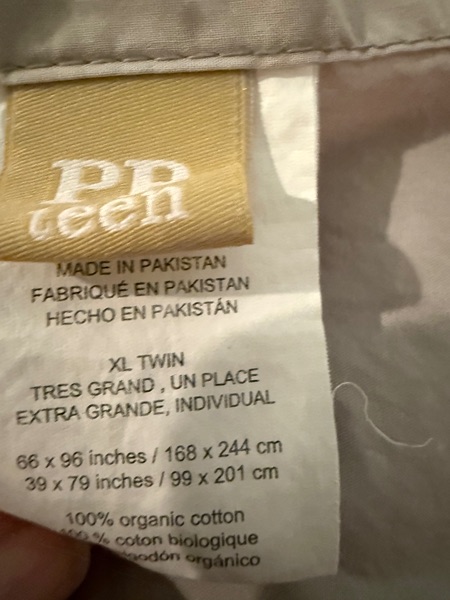 PB
teen
MADE IN PAKISTAN
FABRIQUÉ EN PAKISTAN
HECHO EN PAKISTÁN
XL TWIN
TRES GRAND , UN PLACE
EXTRA GRANDE, INDIVIDUAL
66 x 96 inches / 168 x 244 cm
39 x 79 inches / 99 x 201 cm
100% organic cotton
% coton biologique
orgánico